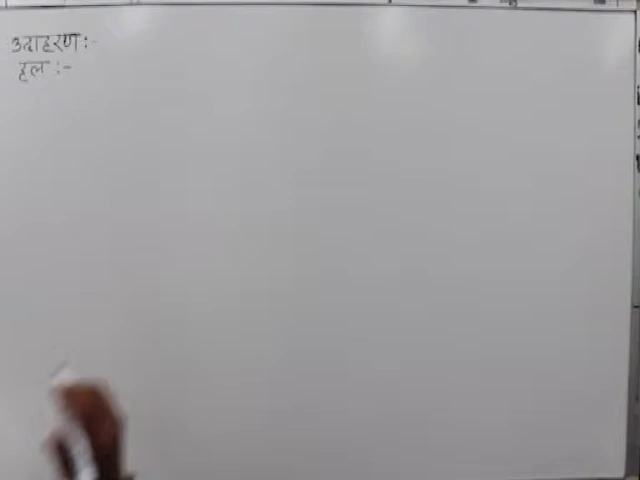 उदाहरण :-
हल :-